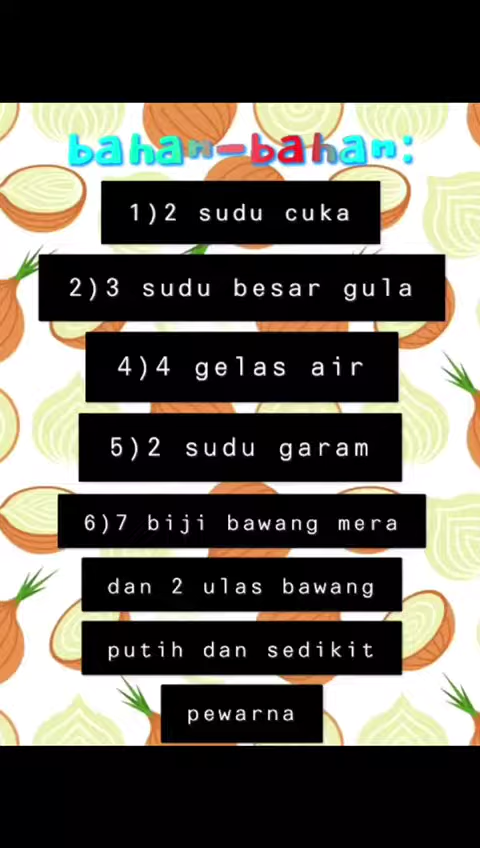 bahan-bahan:
1)2 sudu cuka
2)3 sudu besar gula
4)4 gelas air
5)2 sudu garam
6)7 biji bawang mera
dan 2 ulas bawang
putih dan sedikit
pewarna